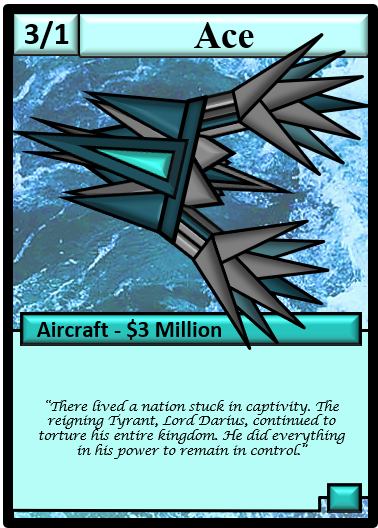 3/1
Ace
Aircraft - $3 Million
"There lived a nation stuck in captivity. The
reigning Tyrant, Lord Darius, continued to
torture his entire kingdom. He did everything
in his power to remain in control."